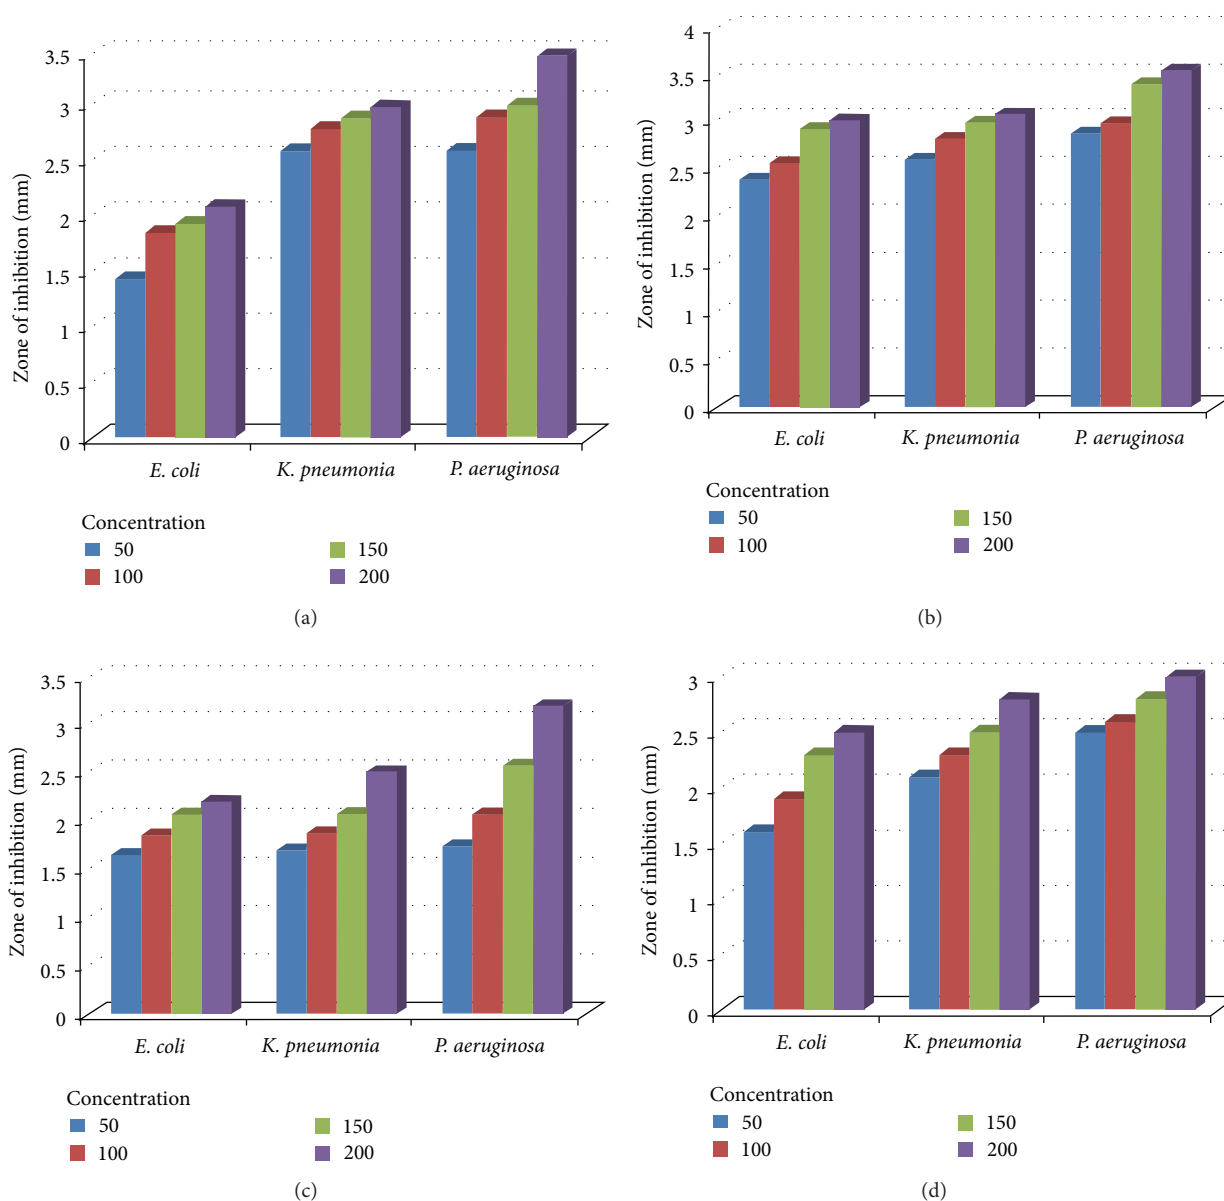 3.5
3
2.5
2
1.5
1
0.5
0
Zone of inhibition (mm)
E. coli
K. pneumonia
P. aeruginosa
Concentration
50
150
100
200
(a)
4
3.5
3
2.5
2
1.5
1
0.5
0
Zone of inhibition (mm)
E. coli
K. pneumonia
P. aeruginosa
Concentration
50
150
100
200
(b)
3.5
3
2.5
2
1.5
1
0.5
0
Zone of inhibition (mm)
E. coli
K. pneumonia
P. aeruginosa
Concentration
50
150
100
200
(c)
3
2.5
2
1.5
1
0.5
0
Zone of inhibition (mm)
E. coli
K. pneumonia
P. aeruginosa
Concentration
50
150
100
200
(d)